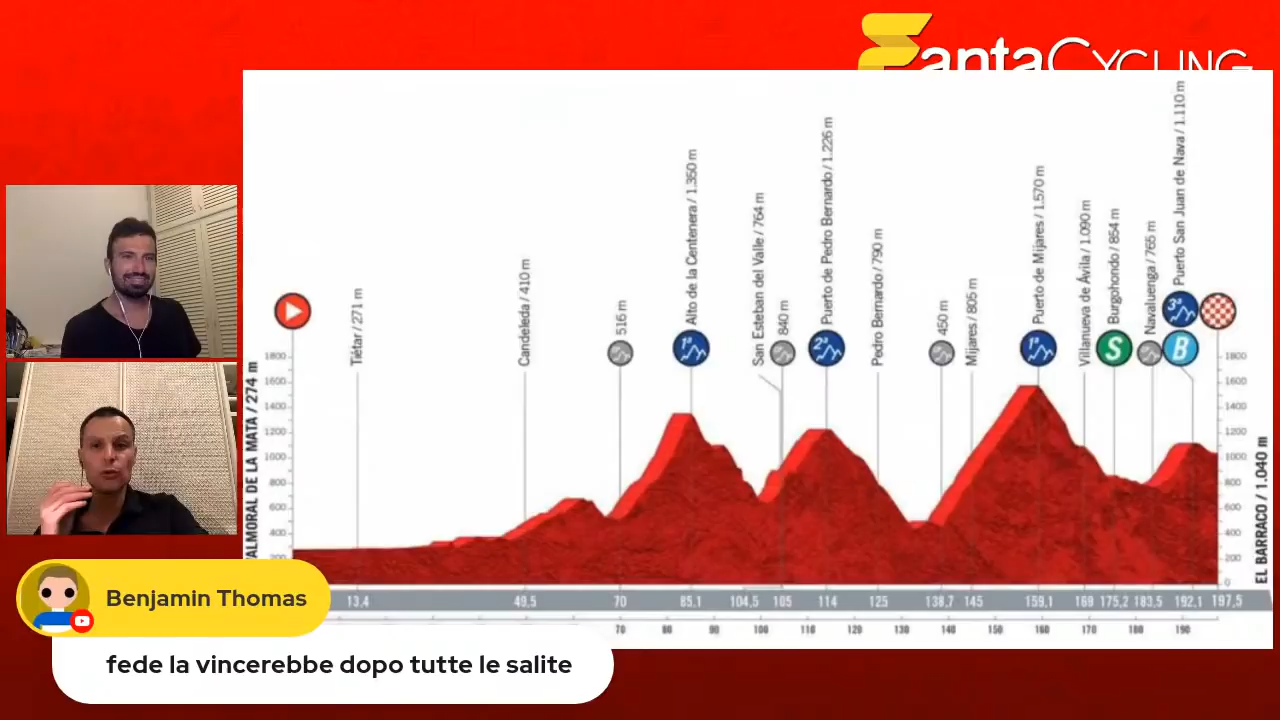 FantaCYCLING
Tiétar / 271 m
Candeleda / 410 m
516 m
Alto de la Centenera / 1.350 m
San Esteban del Valle / 764 m
840 m
Puerto de Pedro Bernardo / 1.226 m
Pedro Bernardo / 790 m
450 m
Mijares / 805 m
Puerto de Mijares / 1.570 m
Villanueva de Ávila / 1.090 m
Burgohondo / 854 m
Navaluenga / 765 m
Puerto San Juan de Nava / 1.110 m
1ª
2ª
1ª
S
3ª
B
1800
1600
1400
1200
1000
800
600
400
200
1800
1600
1400
1200
1000
800
600
400
200
0
NAVALMORAL DE LA MATA / 274 m
EL BARRACO / 1.040 m
13,4 49,5 70 85,1 104,5 105 114 125 138,7 145 159,1 169 175,2 183,5 192,1 197,5
70 80 90 100 110 120 130 140 150 160 170 180 190
Benjamin Thomas
fede la vincerebbe dopo tutte le salite